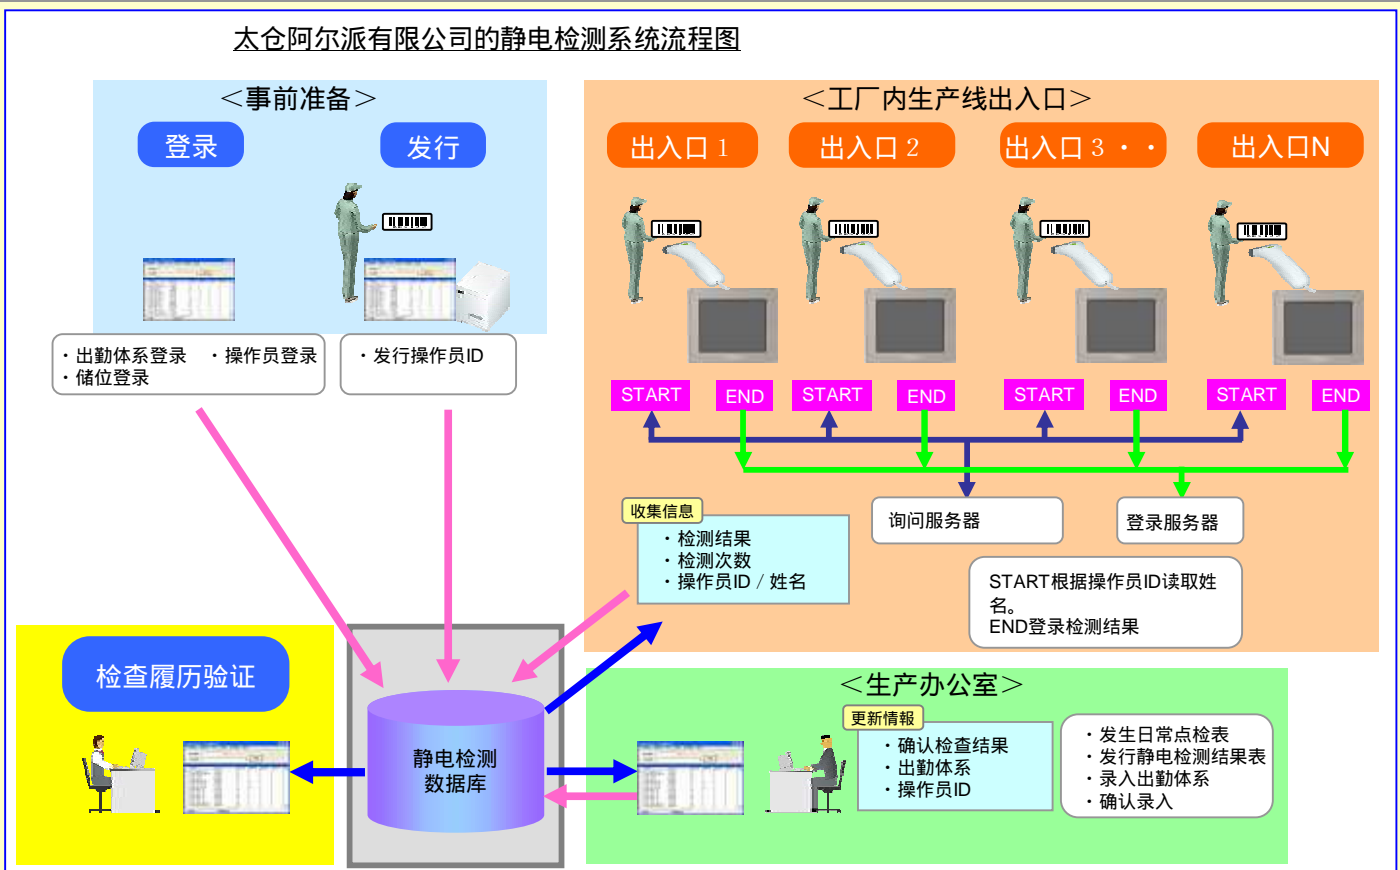 太仓阿尔派有限公司的静电检测系统流程图
＜事前准备＞
登录
发行
・出勤体系登录　・操作员登录
・储位登录
・发行操作员ID
＜工厂内生产线出入口＞
出入口 1
出入口 2
出入口 3 ・・
出入口N
START
END
START
END
START
END
START
END
询问服务器
登录服务器
收集信息
・检测结果
・检测次数
・操作员ID / 姓名
START根据操作员ID读取姓
名。
END登录检测结果
检查履历验证
静电检测
数据库
＜生产办公室＞
更新情報
・确认检查结果
・出勤体系
・操作员ID
・发生日常点检表
・发行静电检测结果表
・录入出勤体系
・确认录入